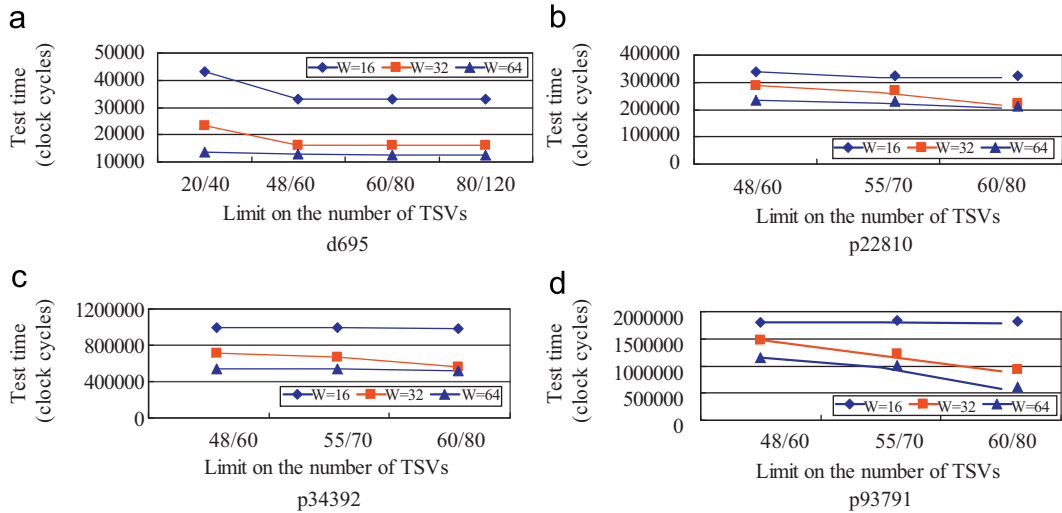 a
Test time
(clock cycles)
50000
40000
30000
20000
10000
W=16 W=32 W=64
20/40 48/60 60/80 80/120
Limit on the number of TSVs
d695
b
Test time
(clock cycles)
400000
300000
200000
100000
0
W=16 W=32 W=64
48/60 55/70 60/80
Limit on the number of TSVs
p22810
c
Test time
(clock cycles)
1200000
800000
400000
0
W=16 W=32 W=64
48/60 55/70 60/80
Limit on the number of TSVs
p34392
d
Test time
(clock cycles)
2000000
1500000
1000000
500000
0
W=16 W=32 W=64
48/60 55/70 60/80
Limit on the number of TSVs
p93791